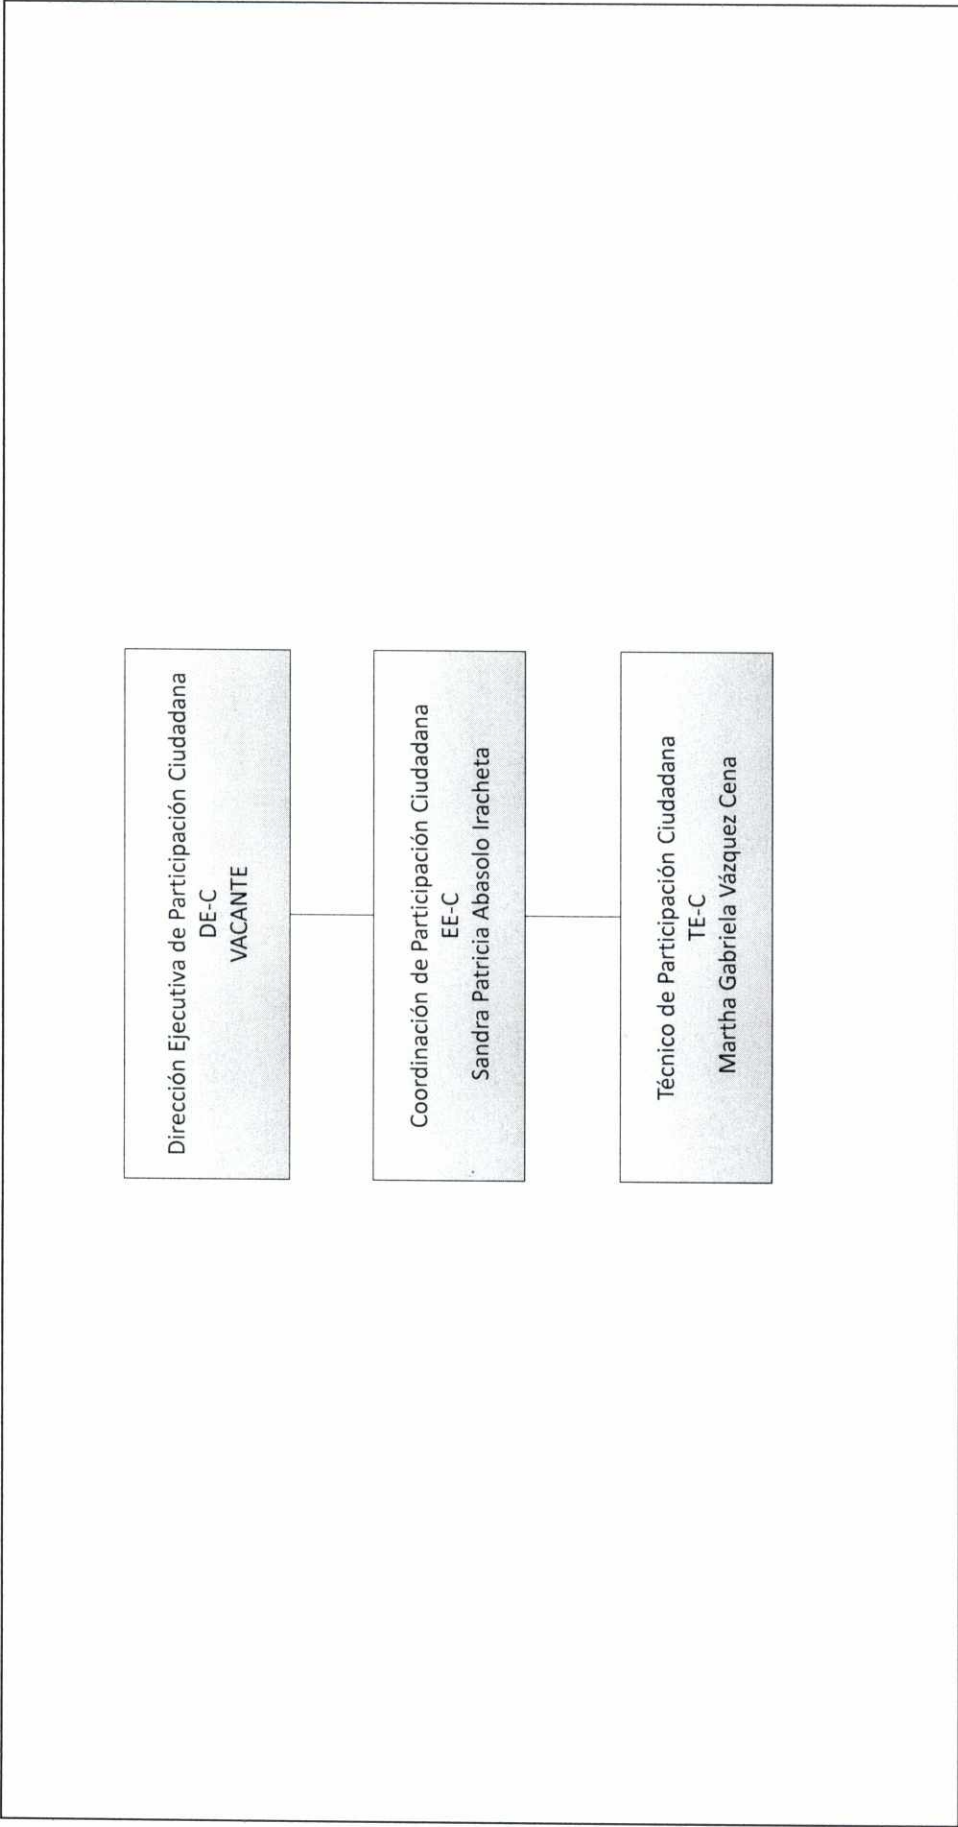 Dirección Ejecutiva de Participación Ciudadana
DE-C
VACANTE
Coordinación de Participación Ciudadana
EE-C
Sandra Patricia Abasolo Iracheta
Técnico de Participación Ciudadana
TE-C
Martha Gabriela Vázquez Cena